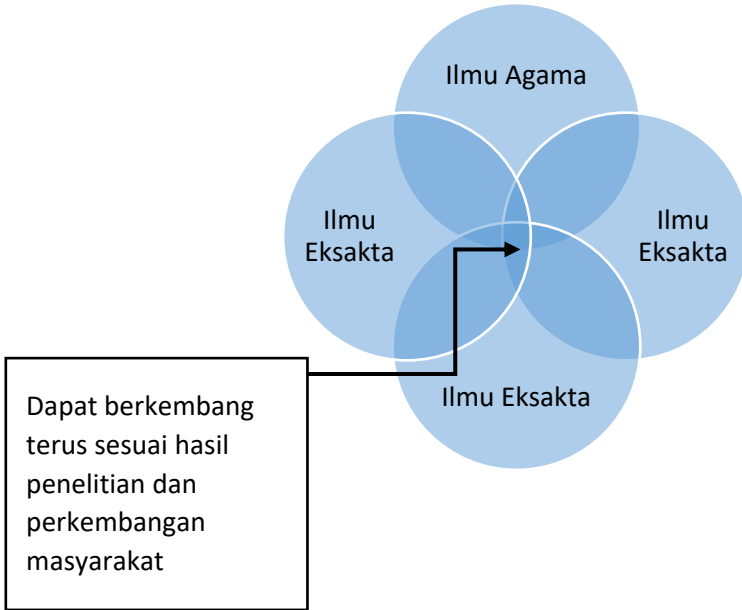 Ilmu Agama
Ilmu
Eksakta
Ilmu
Eksakta
Ilmu Eksakta
Dapat berkembang
terus sesuai hasil
penelitian dan
perkembangan
masyarakat